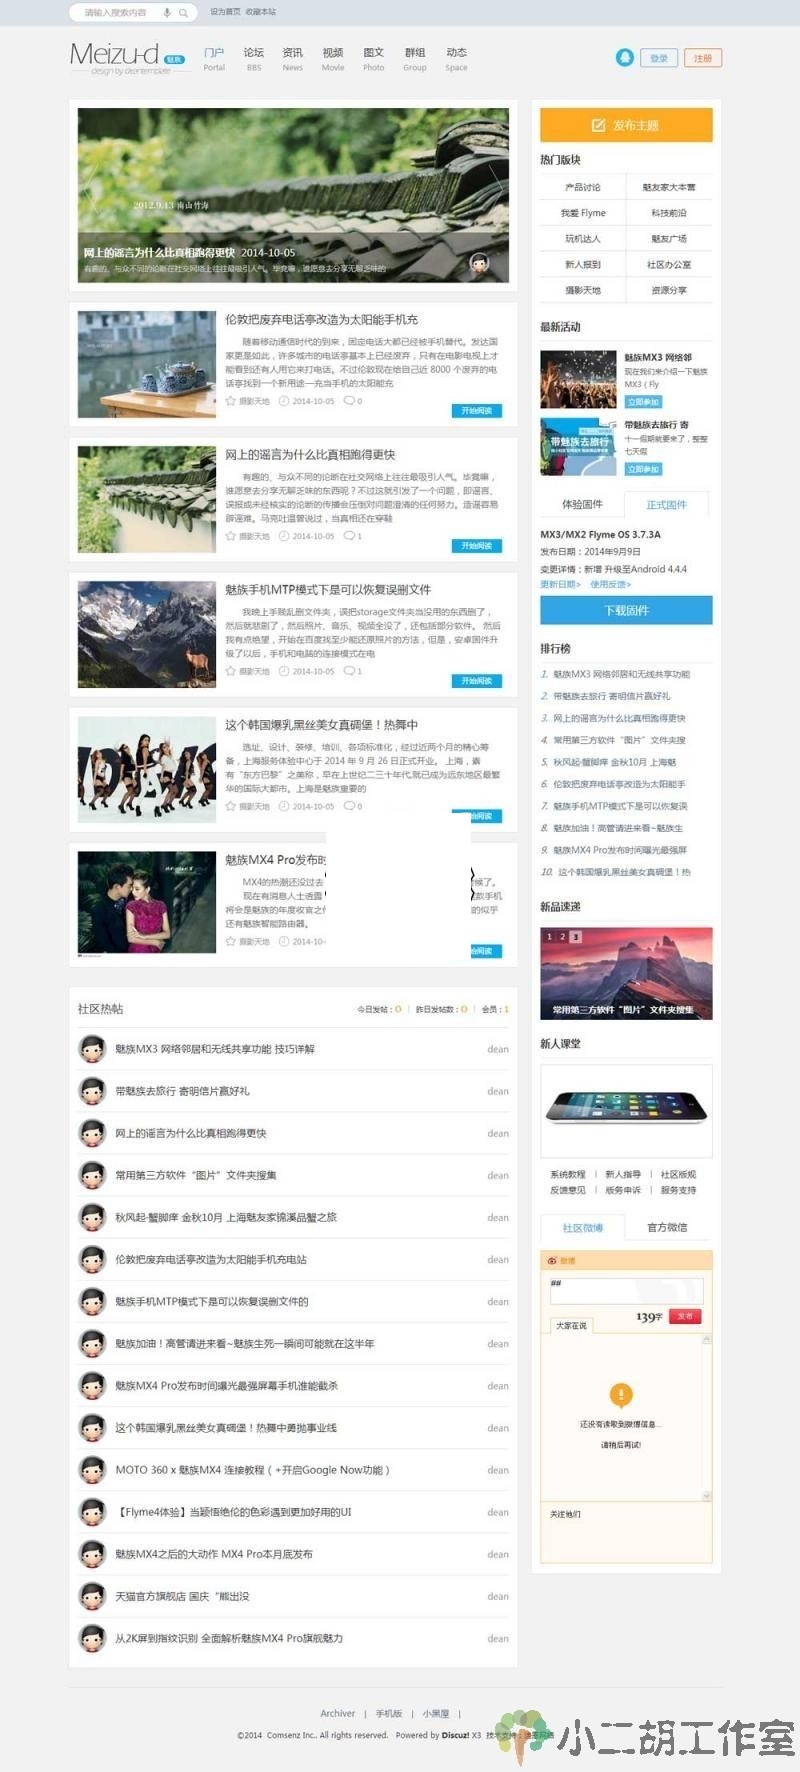 请输入搜索内容
设为首页 收藏本站
Meizu-d 魅族
design by deantemplate
门户 论坛 资讯 视频 图文 群组 动态
Portal BBS News Movie Photo Group Space
登录 注册
2012.9.13 南山竹海
网上的谣言为什么比真相跑得更快 2014-10-05
有趣的、与众不同的论断在社交网络上往往最吸引人气。毕竟嘛，谁愿意去分享无聊乏味的
伦敦把废弃电话亭改造为太阳能手机充
随着移动通信时代的到来，固定电话大都已经被手机替代。发达国
家更是如此，许多城市的电话亭基本上已经废弃，只有在电影电视上才
能看到还有人用它来打电话。不过伦敦现在给自己近 8000 个废弃的电
话亭找到一个新用途—充当手机的太阳能充
摄影天地 2014-10-05 0
开始阅读
网上的谣言为什么比真相跑得更快
有趣的、与众不同的论断在社交网络上往往最吸引人气。毕竟嘛，
谁愿意去分享无聊乏味的东西呢？不过这就引发了一个问题，即谣言、
误报或未经核实的论断的传播会压倒对问题澄清的任何努力。造谣容易
辟谣难。马克吐温曾说过，当真相还在穿鞋
摄影天地 2014-10-05 1
开始阅读
魅族手机MTP模式下是可以恢复误删文件
我晚上手贱乱删文件夹，误把storage文件夹当没用的东西删了，
然后就悲剧了，然后照片、音乐、视频全没了，还包括部分软件。 然后
我有点绝望，开始在百度找至少能还原照片的方法，但是，安卓固件升
级了以后，手机和电脑的连接模式在电
摄影天地 2014-10-05 1
开始阅读
这个韩国爆乳黑丝美女真碉堡！热舞中
选址、设计、装修、培训、各项标准化，经过近两个月的精心筹
备，上海服务体验中心于 2014 年 9 月 26 日正式开业。 上海，素
有“东方巴黎”之美称，早在上世纪二三十年代,就已成为远东地区最繁
华的国际大都市。上海是魅族重要的
摄影天地 2014-10-05 0
始阅读
魅族MX4 Pro发布时
MX4的热潮还没过去 候了。
现在有消息人士透露 款手机
将会是魅族的年度收官之作 的似乎
还有魅族智能路由器。
摄影天地 2014-10-
始阅读
社区热帖
今日发帖：0 | 昨日发帖数：0 | 会员：1
魅族MX3 网络邻居和无线共享功能 技巧详解 dean
带魅族去旅行 寄明信片赢好礼 dean
网上的谣言为什么比真相跑得更快 dean
常用第三方软件“图片”文件夹搜集 dean
秋风起·蟹脚痒 金秋10月 上海魅友家锦溪品蟹之旅 dean
伦敦把废弃电话亭改造为太阳能手机充电站 dean
魅族手机MTP模式下是可以恢复误删文件的 dean
魅族加油！高管请进来看~魅族生死一瞬间可能就在这半年 dean
魅族MX4 Pro发布时间曝光最强屏幕手机谁能截杀 dean
这个韩国爆乳黑丝美女真碉堡！热舞中勇抛事业线 dean
MOTO 360 x 魅族MX4 连接教程（+开启Google Now功能） dean
【Flyme4体验】当颖悟绝伦的色彩遇到更加好用的UI dean
魅族MX4之后的大动作 MX4 Pro本月底发布 dean
天猫官方旗舰店 国庆“熊出没 dean
从2K屏到指纹识别 全面解析魅族MX4 Pro旗舰魅力 dean
发布主题
热门版块
产品讨论 魅友家大本营
我爱 Flyme 科技前沿
玩机达人 魅友广场
新人报到 社区办公室
摄影天地 资源分享
最新活动
魅族MX3 网络邻
现在我们来介绍一下魅族
MX3（Fly
立即参加
带魅族去旅行
带魅族去旅行 寄
十一假期就要来了，整整
七天假
立即参加
体验固件 正式固件
MX3/MX2 Flyme OS 3.7.3A
发布日期：2014年9月9日
变更详情：新增 升级至Android 4.4.4
更新日期> 使用反馈>
下载固件
排行榜
1. 魅族MX3 网络邻居和无线共享功能
2. 带魅族去旅行 寄明信片赢好礼
3. 网上的谣言为什么比真相跑得更快
4. 常用第三方软件“图片”文件夹搜
5. 秋风起·蟹脚痒 金秋10月 上海魅
6. 伦敦把废弃电话亭改造为太阳能手
7. 魅族手机MTP模式下是可以恢复误
8. 魅族加油！高管请进来看~魅族生
9. 魅族MX4 Pro发布时间曝光最强屏
10. 这个韩国爆乳黑丝美女真碉堡！热
新品速递
1 2 3
常用第三方软件“图片”文件夹搜集
新人课堂
系统教程 | 新人指导 | 社区版规
反馈意见 | 版务申诉 | 服务支持
社区微博 官方微信
微博
##
139字 发布
大家在说
还没有读取到微博信息...
请稍后再试!
关注他们
Archiver | 手机版 | 小黑屋 |
©2014 Comsenz Inc.. All rights reserved. Powered by Discuz! X3 技术支持：
小二胡工作室